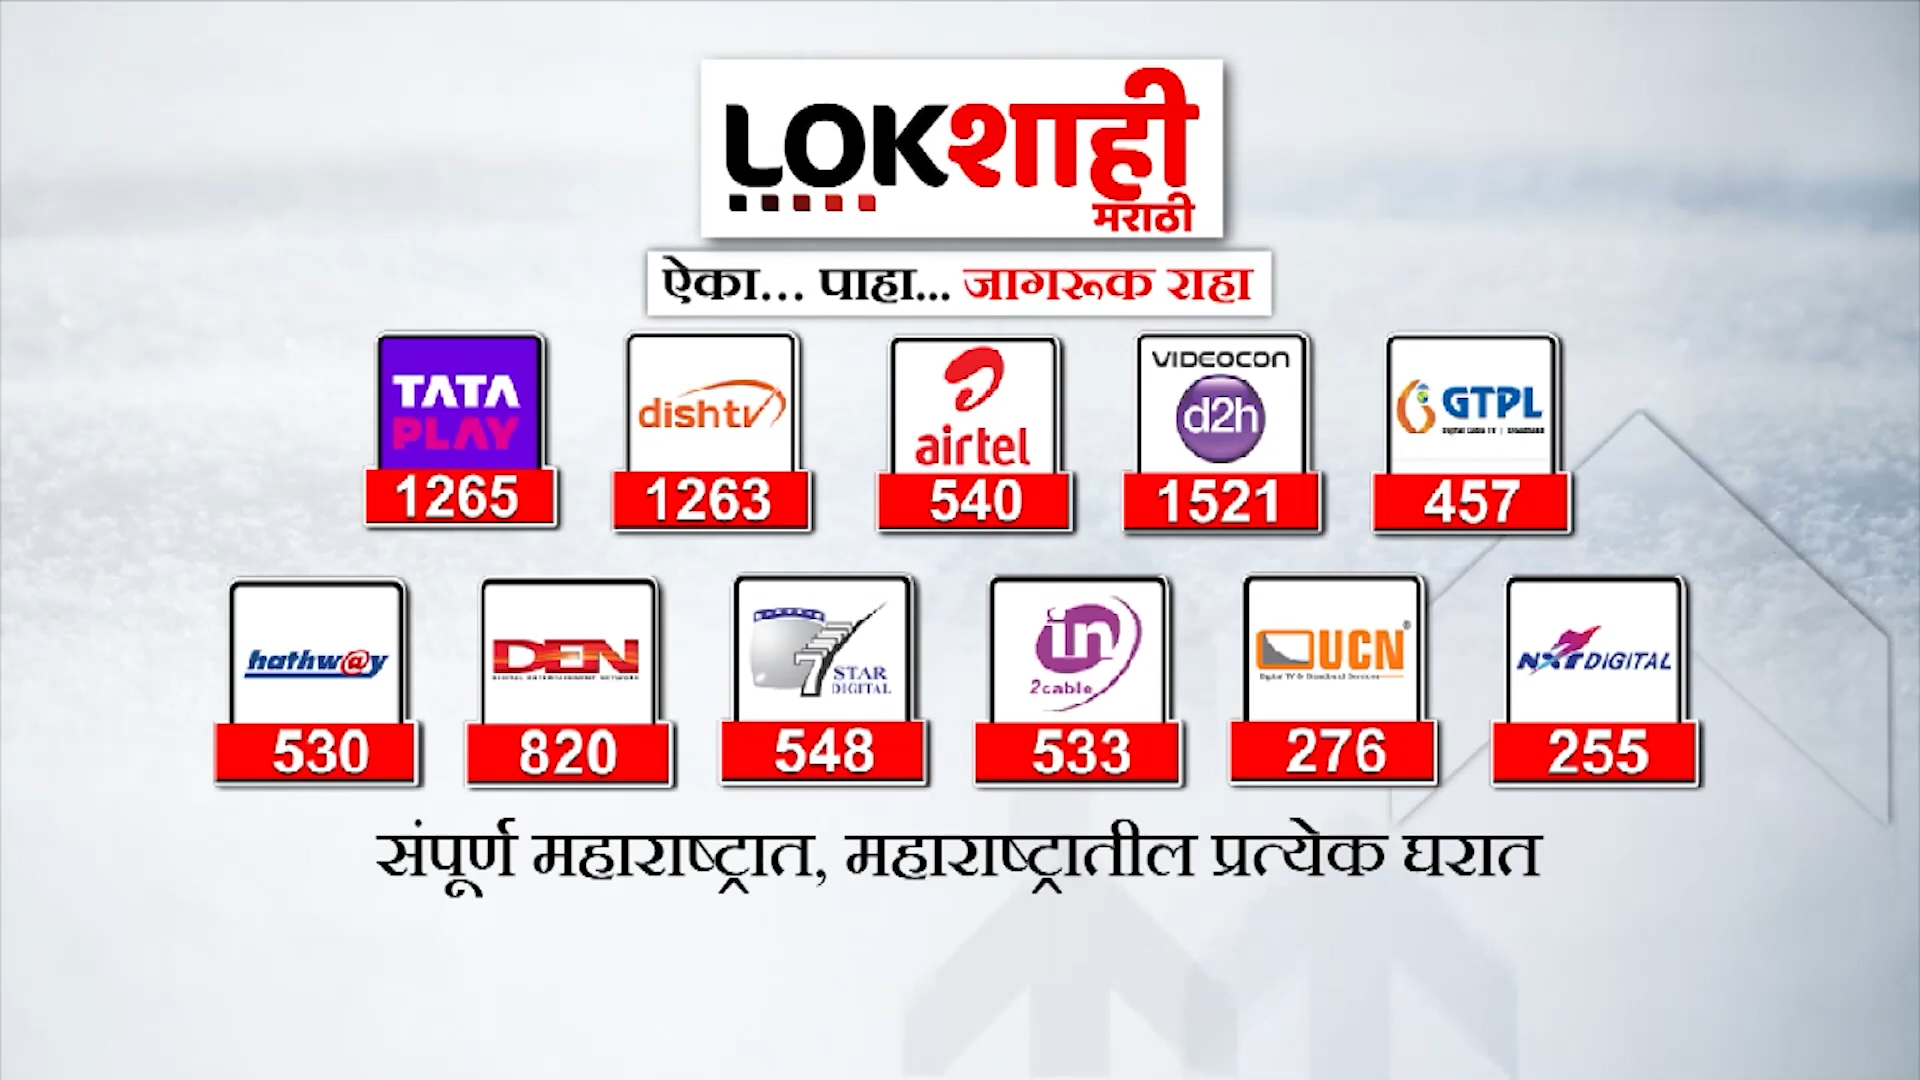 LOKशाही
मराठी
ऐका... पाहा... जागरूक राहा
TATA PLAY
dishtv
airtel
VIDEOCON d2h
GTPL
1265
1263
540
1521
457
hathw@y
DEN
7 STAR DIGITAL
in 2cable
UCN
NXT DIGITAL
530
820
548
533
276
255
संपूर्ण महाराष्ट्रात, महाराष्ट्रातील प्रत्येक घरात